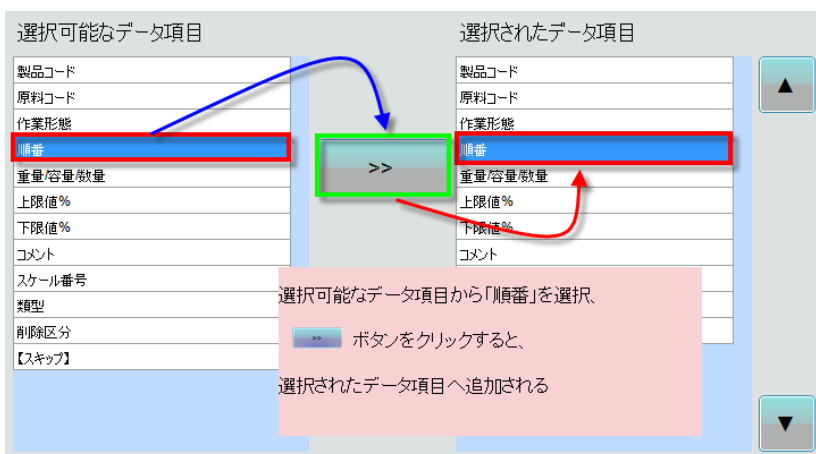 選択可能なデータ項目
製品コード
原料コード
作業形態
順番
重量/容量/数量
上限値%
下限値%
コメント
スケール番号
類型
削除区分
【スキップ】
>>
選択されたデータ項目
製品コード
原料コード
作業形態
順番
重量/容量/数量
上限値%
下限値%
コメント
▲
▼
選択可能なデータ項目から「順番」を選択、
>> ボタンをクリックすると、
選択されたデータ項目へ追加される